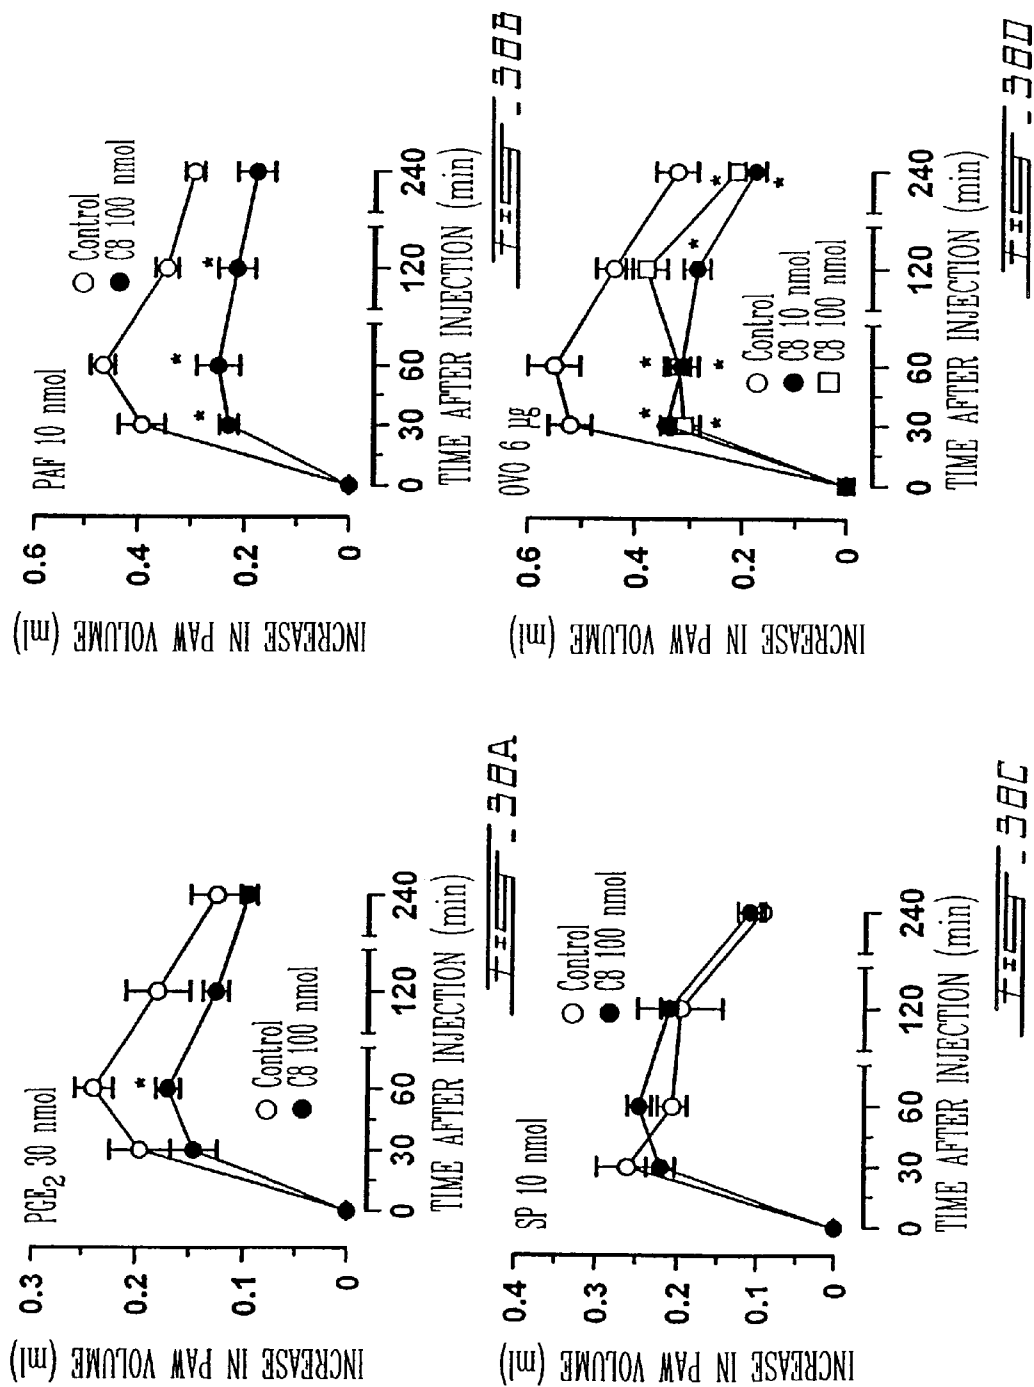 PGE2 30 nmol
INCREASE IN PAW VOLUME (ml)
0.3
0.2
0.1
0
Control
C8 100 nmol
*
0 30 60 120 240
TIME AFTER INJECTION (min)
FIG-38A
PAF 10 nmol
INCREASE IN PAW VOLUME (ml)
0.6
0.4
0.2
0
Control
C8 100 nmol
* * *
0 30 60 120 240
TIME AFTER INJECTION (min)
FIG-38B
SP 10 nmol
INCREASE IN PAW VOLUME (ml)
0.4
0.3
0.2
0.1
0
Control
C8 100 nmol
0 30 60 120 240
TIME AFTER INJECTION (min)
FIG-38C
OVO 6 µg
INCREASE IN PAW VOLUME (ml)
0.6
0.4
0.2
0
Control
C8 10 nmol
C8 100 nmol
* * * * * * *
0 30 60 120 240
TIME AFTER INJECTION (min)
FIG-38D